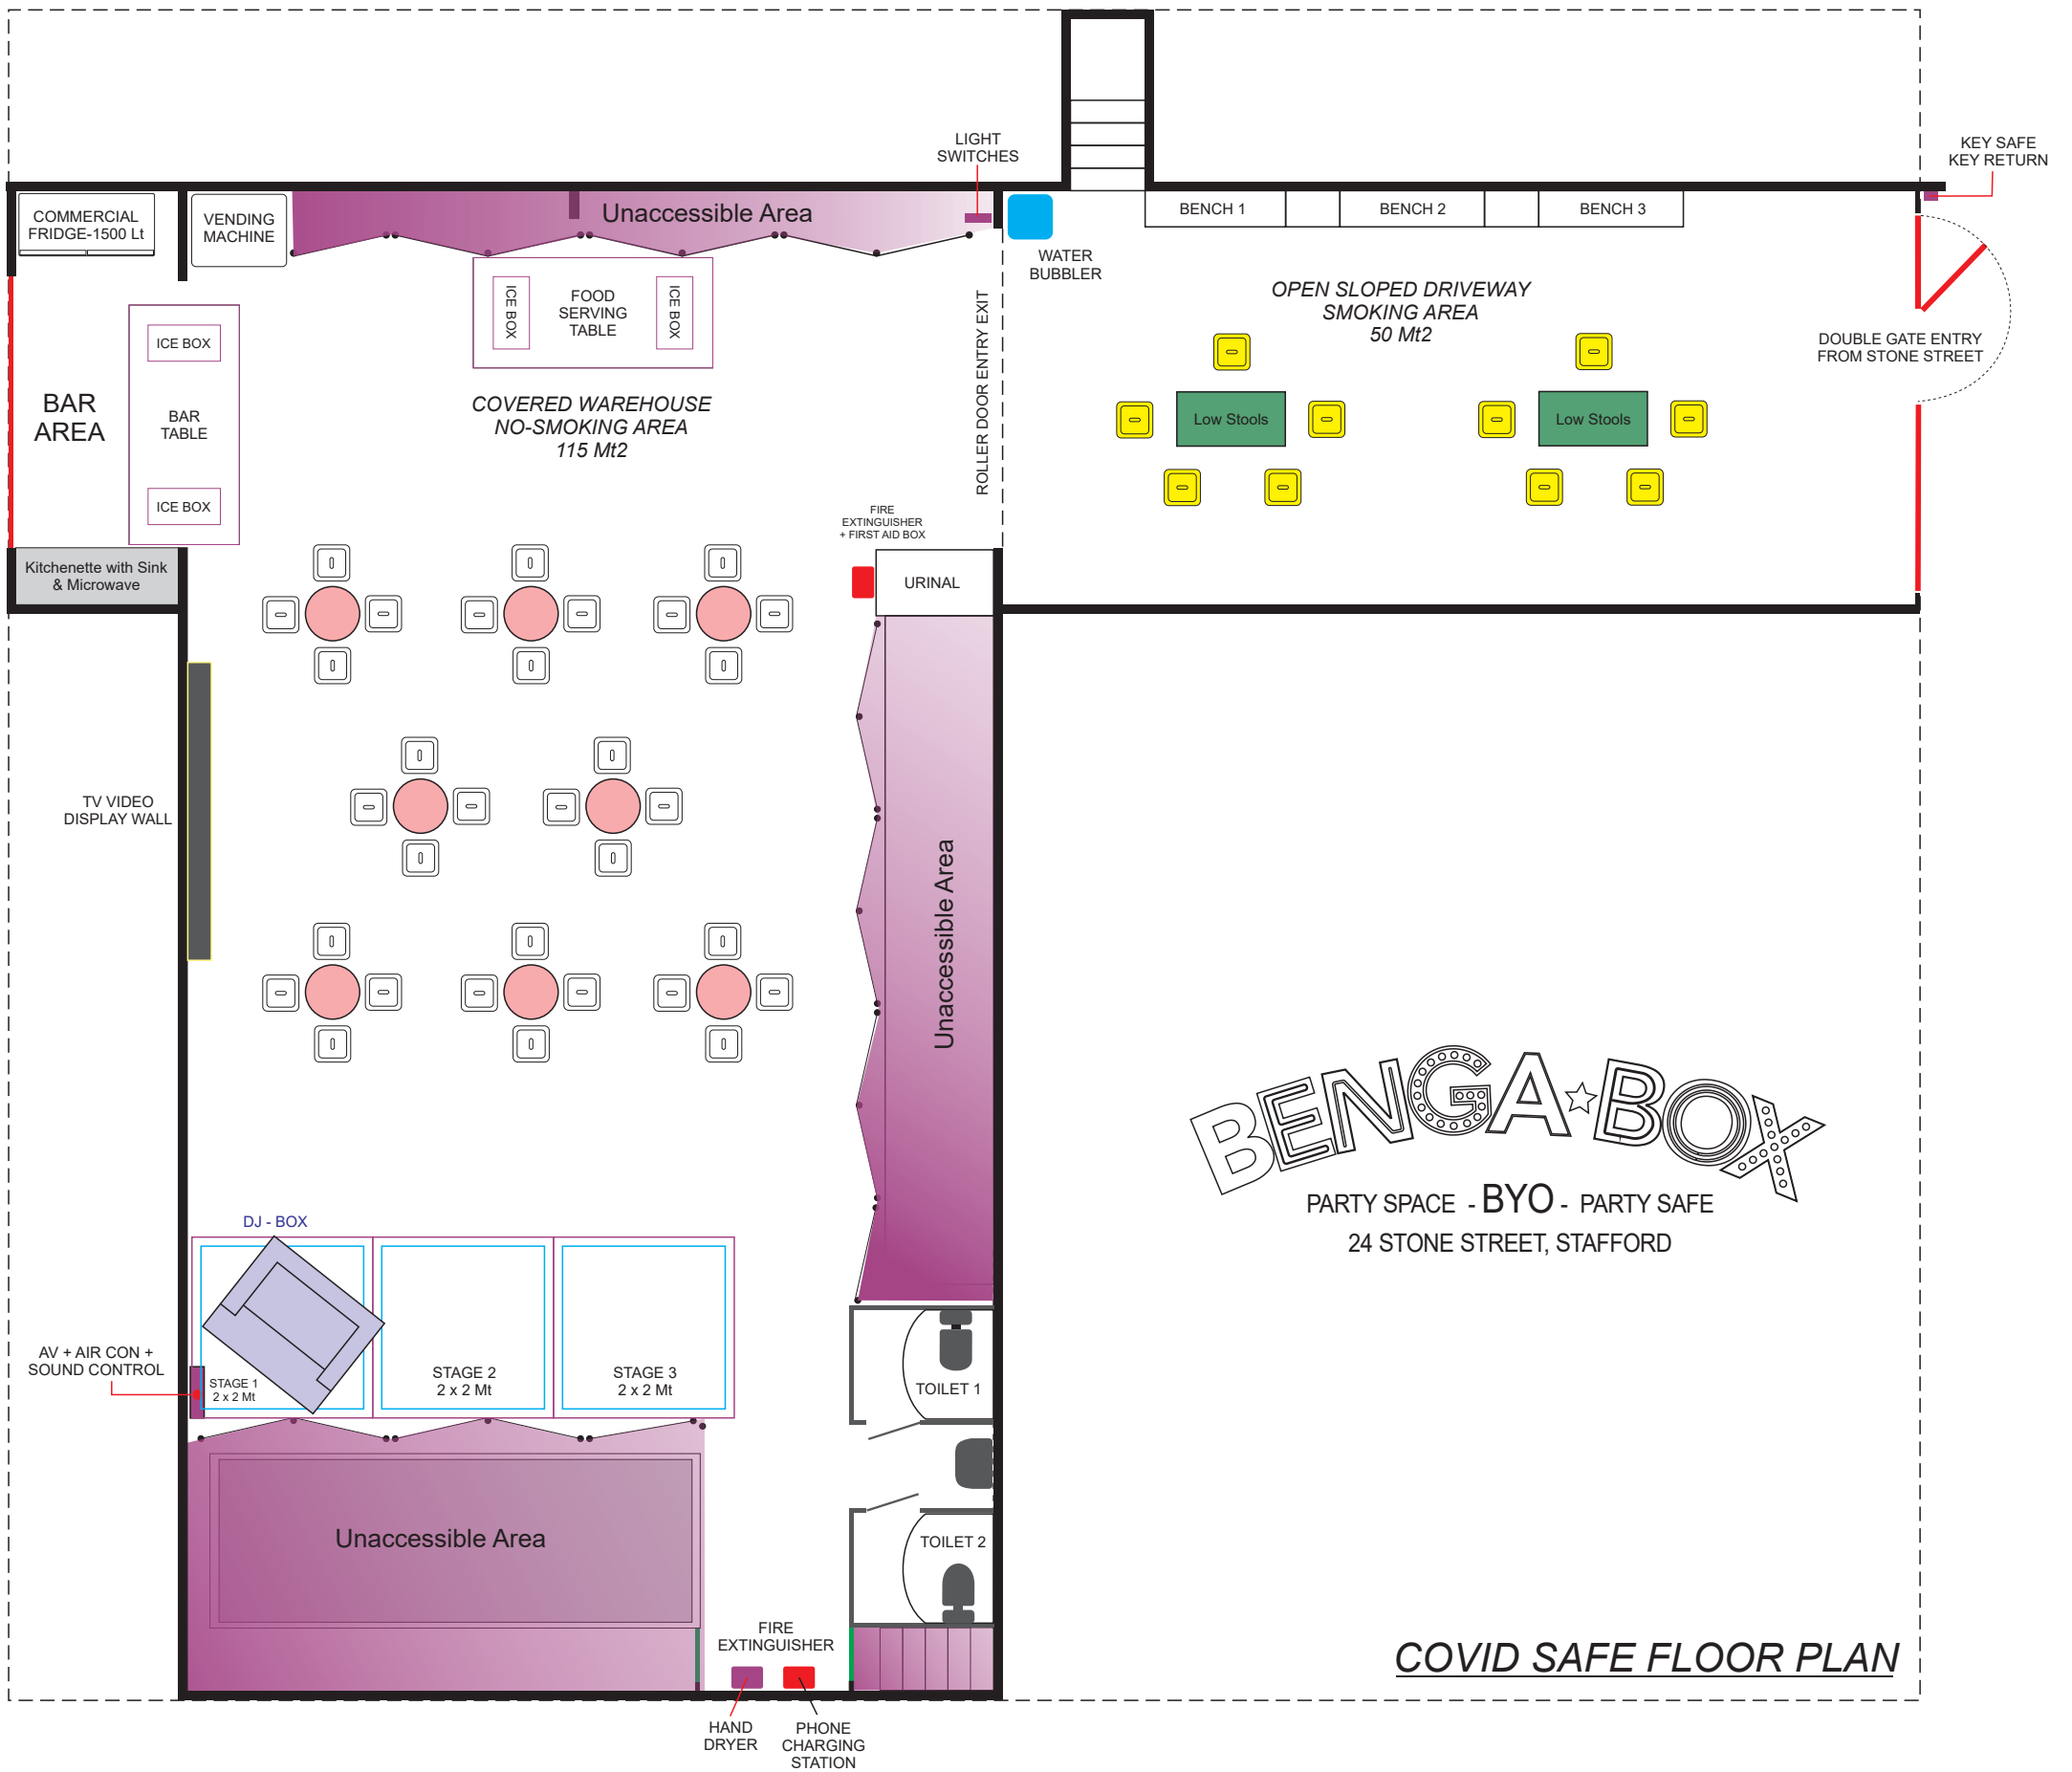 LIGHT
SWITCHES
KEY SAFE
KEY RETURN
COMMERCIAL
FRIDGE-1500 Lt
VENDING
MACHINE
Unaccessible Area
BENCH 1
BENCH 2
BENCH 3
WATER
BUBBLER
ICE BOX
FOOD
SERVING
TABLE
ICE BOX
ROLLER DOOR ENTRY EXIT
OPEN SLOPED DRIVEWAY
SMOKING AREA
50 Mt2
DOUBLE GATE ENTRY
FROM STONE STREET
ICE BOX
BAR
AREA
BAR
TABLE
ICE BOX
COVERED WAREHOUSE
NO-SMOKING AREA
115 Mt2
Low Stools
Low Stools
FIRE
EXTINGUISHER
+ FIRST AID BOX
Kitchenette with Sink
& Microwave
URINAL
TV VIDEO
DISPLAY WALL
Unaccessible Area
BENGA BOX
PARTY SPACE - BYO - PARTY SAFE
24 STONE STREET, STAFFORD
DJ - BOX
AV + AIR CON +
SOUND CONTROL
STAGE 1
2 x 2 Mt
STAGE 2
2 x 2 Mt
STAGE 3
2 x 2 Mt
TOILET 1
Unaccessible Area
TOILET 2
FIRE
EXTINGUISHER
COVID SAFE FLOOR PLAN
HAND
DRYER
PHONE
CHARGING
STATION